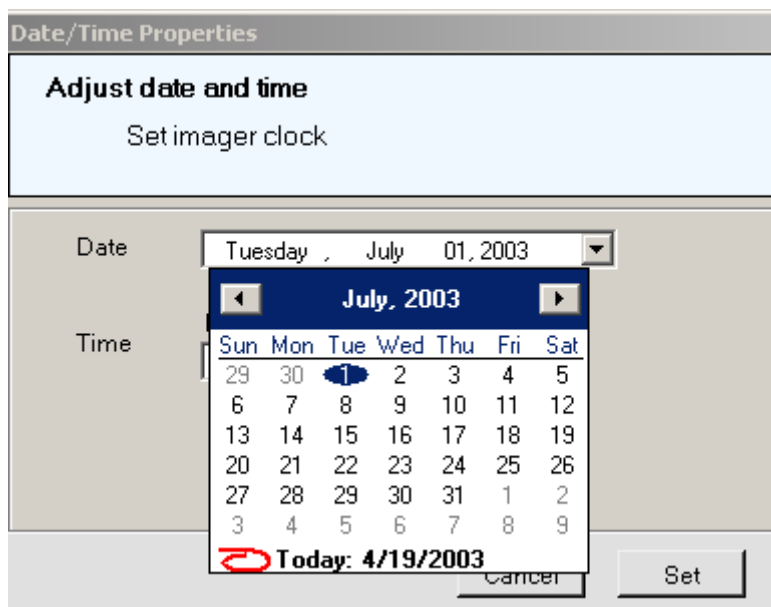 Date/Time Properties
Adjust date and time
Set imager clock
Date Tuesday , July 01, 2003
July, 2003
Time
Sun Mon Tue Wed Thu Fri Sat
29 30 1 2 3 4 5
6 7 8 9 10 11 12
13 14 15 16 17 18 19
20 21 22 23 24 25 26
27 28 29 30 31 1 2
3 4 5 6 7 8 9
Today: 4/19/2003
Cancel Set